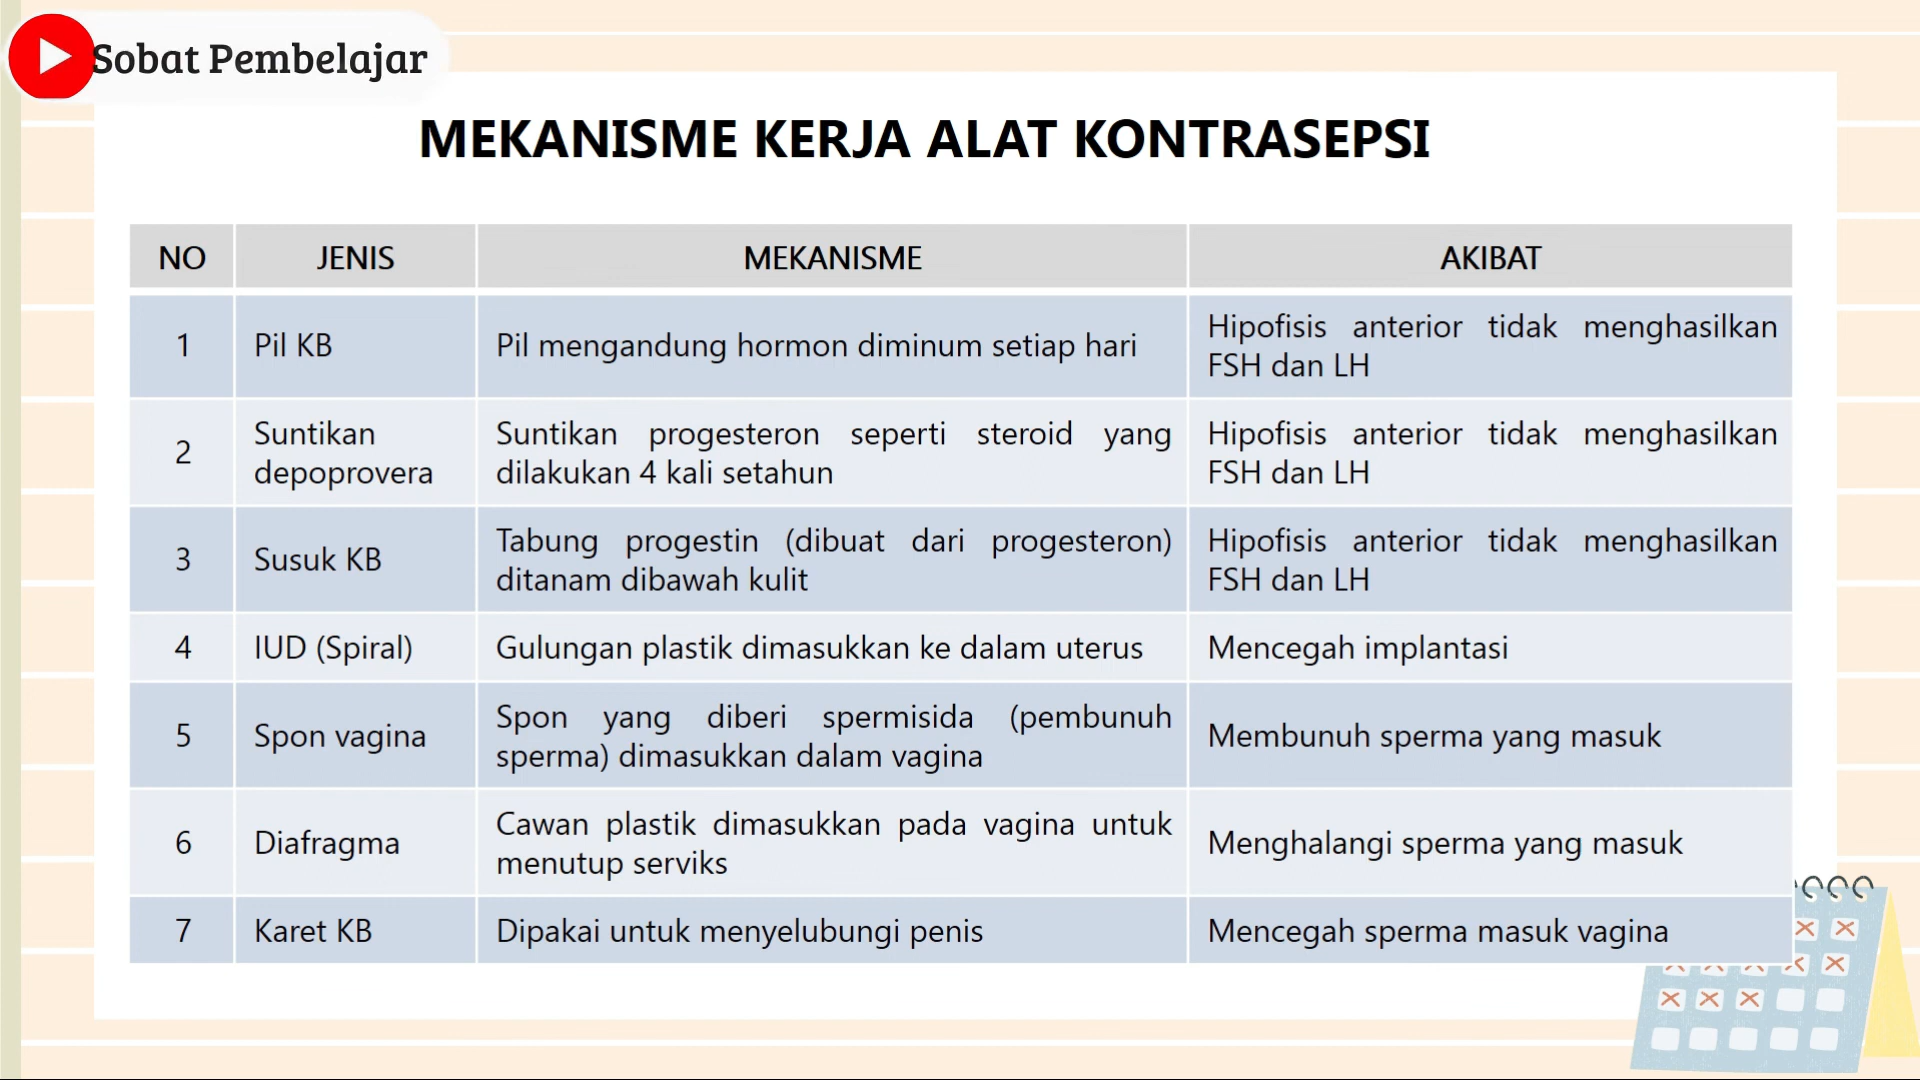 Sobat Pembelajar
MEKANISME KERJA ALAT KONTRASEPSI
NO JENIS MEKANISME AKIBAT
1 Pil KB Pil mengandung hormon diminum setiap hari Hipofisis anterior tidak menghasilkan
FSH dan LH
2 Suntikan
depoprovera
Suntikan progesteron seperti steroid yang
dilakukan 4 kali setahun
Hipofisis anterior tidak menghasilkan
FSH dan LH
3 Susuk KB
Tabung progestin (dibuat dari progesteron)
ditanam dibawah kulit
Hipofisis anterior tidak menghasilkan
FSH dan LH
4 IUD (Spiral) Gulungan plastik dimasukkan ke dalam uterus Mencegah implantasi
5 Spon vagina
Spon yang diberi spermisida (pembunuh
sperma) dimasukkan dalam vagina
Membunuh sperma yang masuk
6 Diafragma
Cawan plastik dimasukkan pada vagina untuk
menutup serviks
Menghalangi sperma yang masuk
7 Karet KB Dipakai untuk menyelubungi penis Mencegah sperma masuk vagina